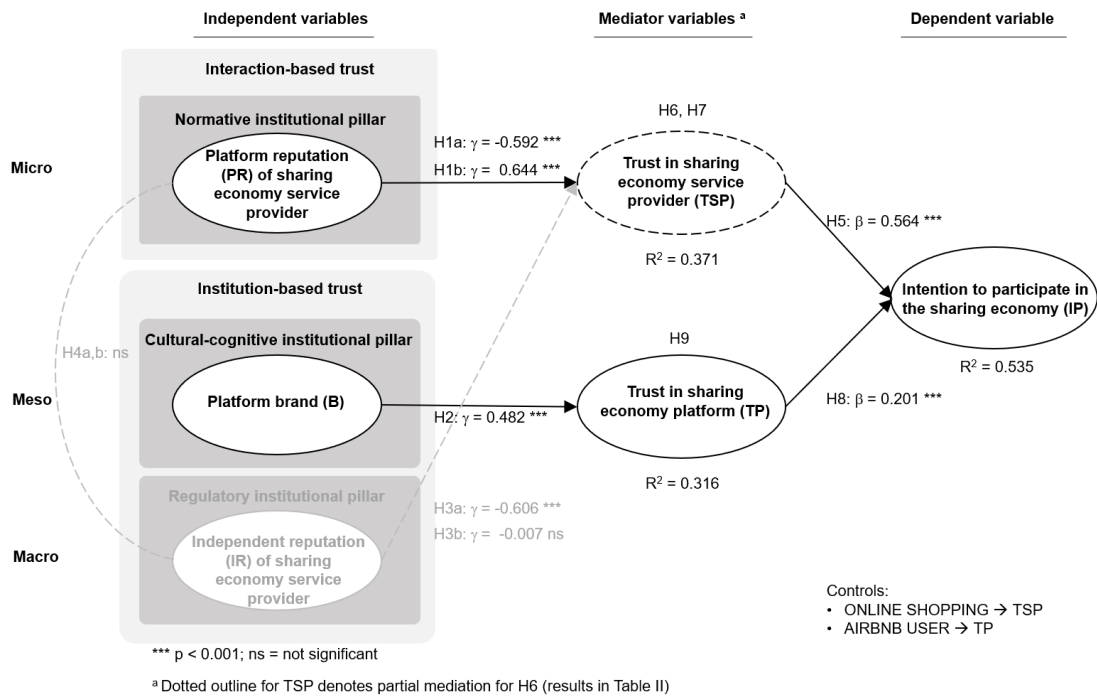 Independent variables
Mediator variables a
Dependent variable
Interaction-based trust
Normative institutional pillar
Micro
Platform reputation
(PR) of sharing
economy service
provider
H1a: γ = -0.592 ***
H1b: γ = 0.644 ***
H6, H7
Trust in sharing
economy service
provider (TSP)
R2 = 0.371
H5: β = 0.564 ***
Institution-based trust
Cultural-cognitive institutional pillar
H4a,b: ns
Meso
Platform brand (B)
H2: γ = 0.482 ***
H9
Trust in sharing
economy platform (TP)
R2 = 0.316
H8: β = 0.201 ***
Intention to participate in
the sharing economy (IP)
R2 = 0.535
Regulatory institutional pillar
Macro
Independent reputation
(IR) of sharing
economy service
provider
H3a: γ = -0.606 ***
H3b: γ = -0.007 ns
Controls:
• ONLINE SHOPPING → TSP
• AIRBNB USER → TP
*** p < 0.001; ns = not significant
a Dotted outline for TSP denotes partial mediation for H6 (results in Table II)